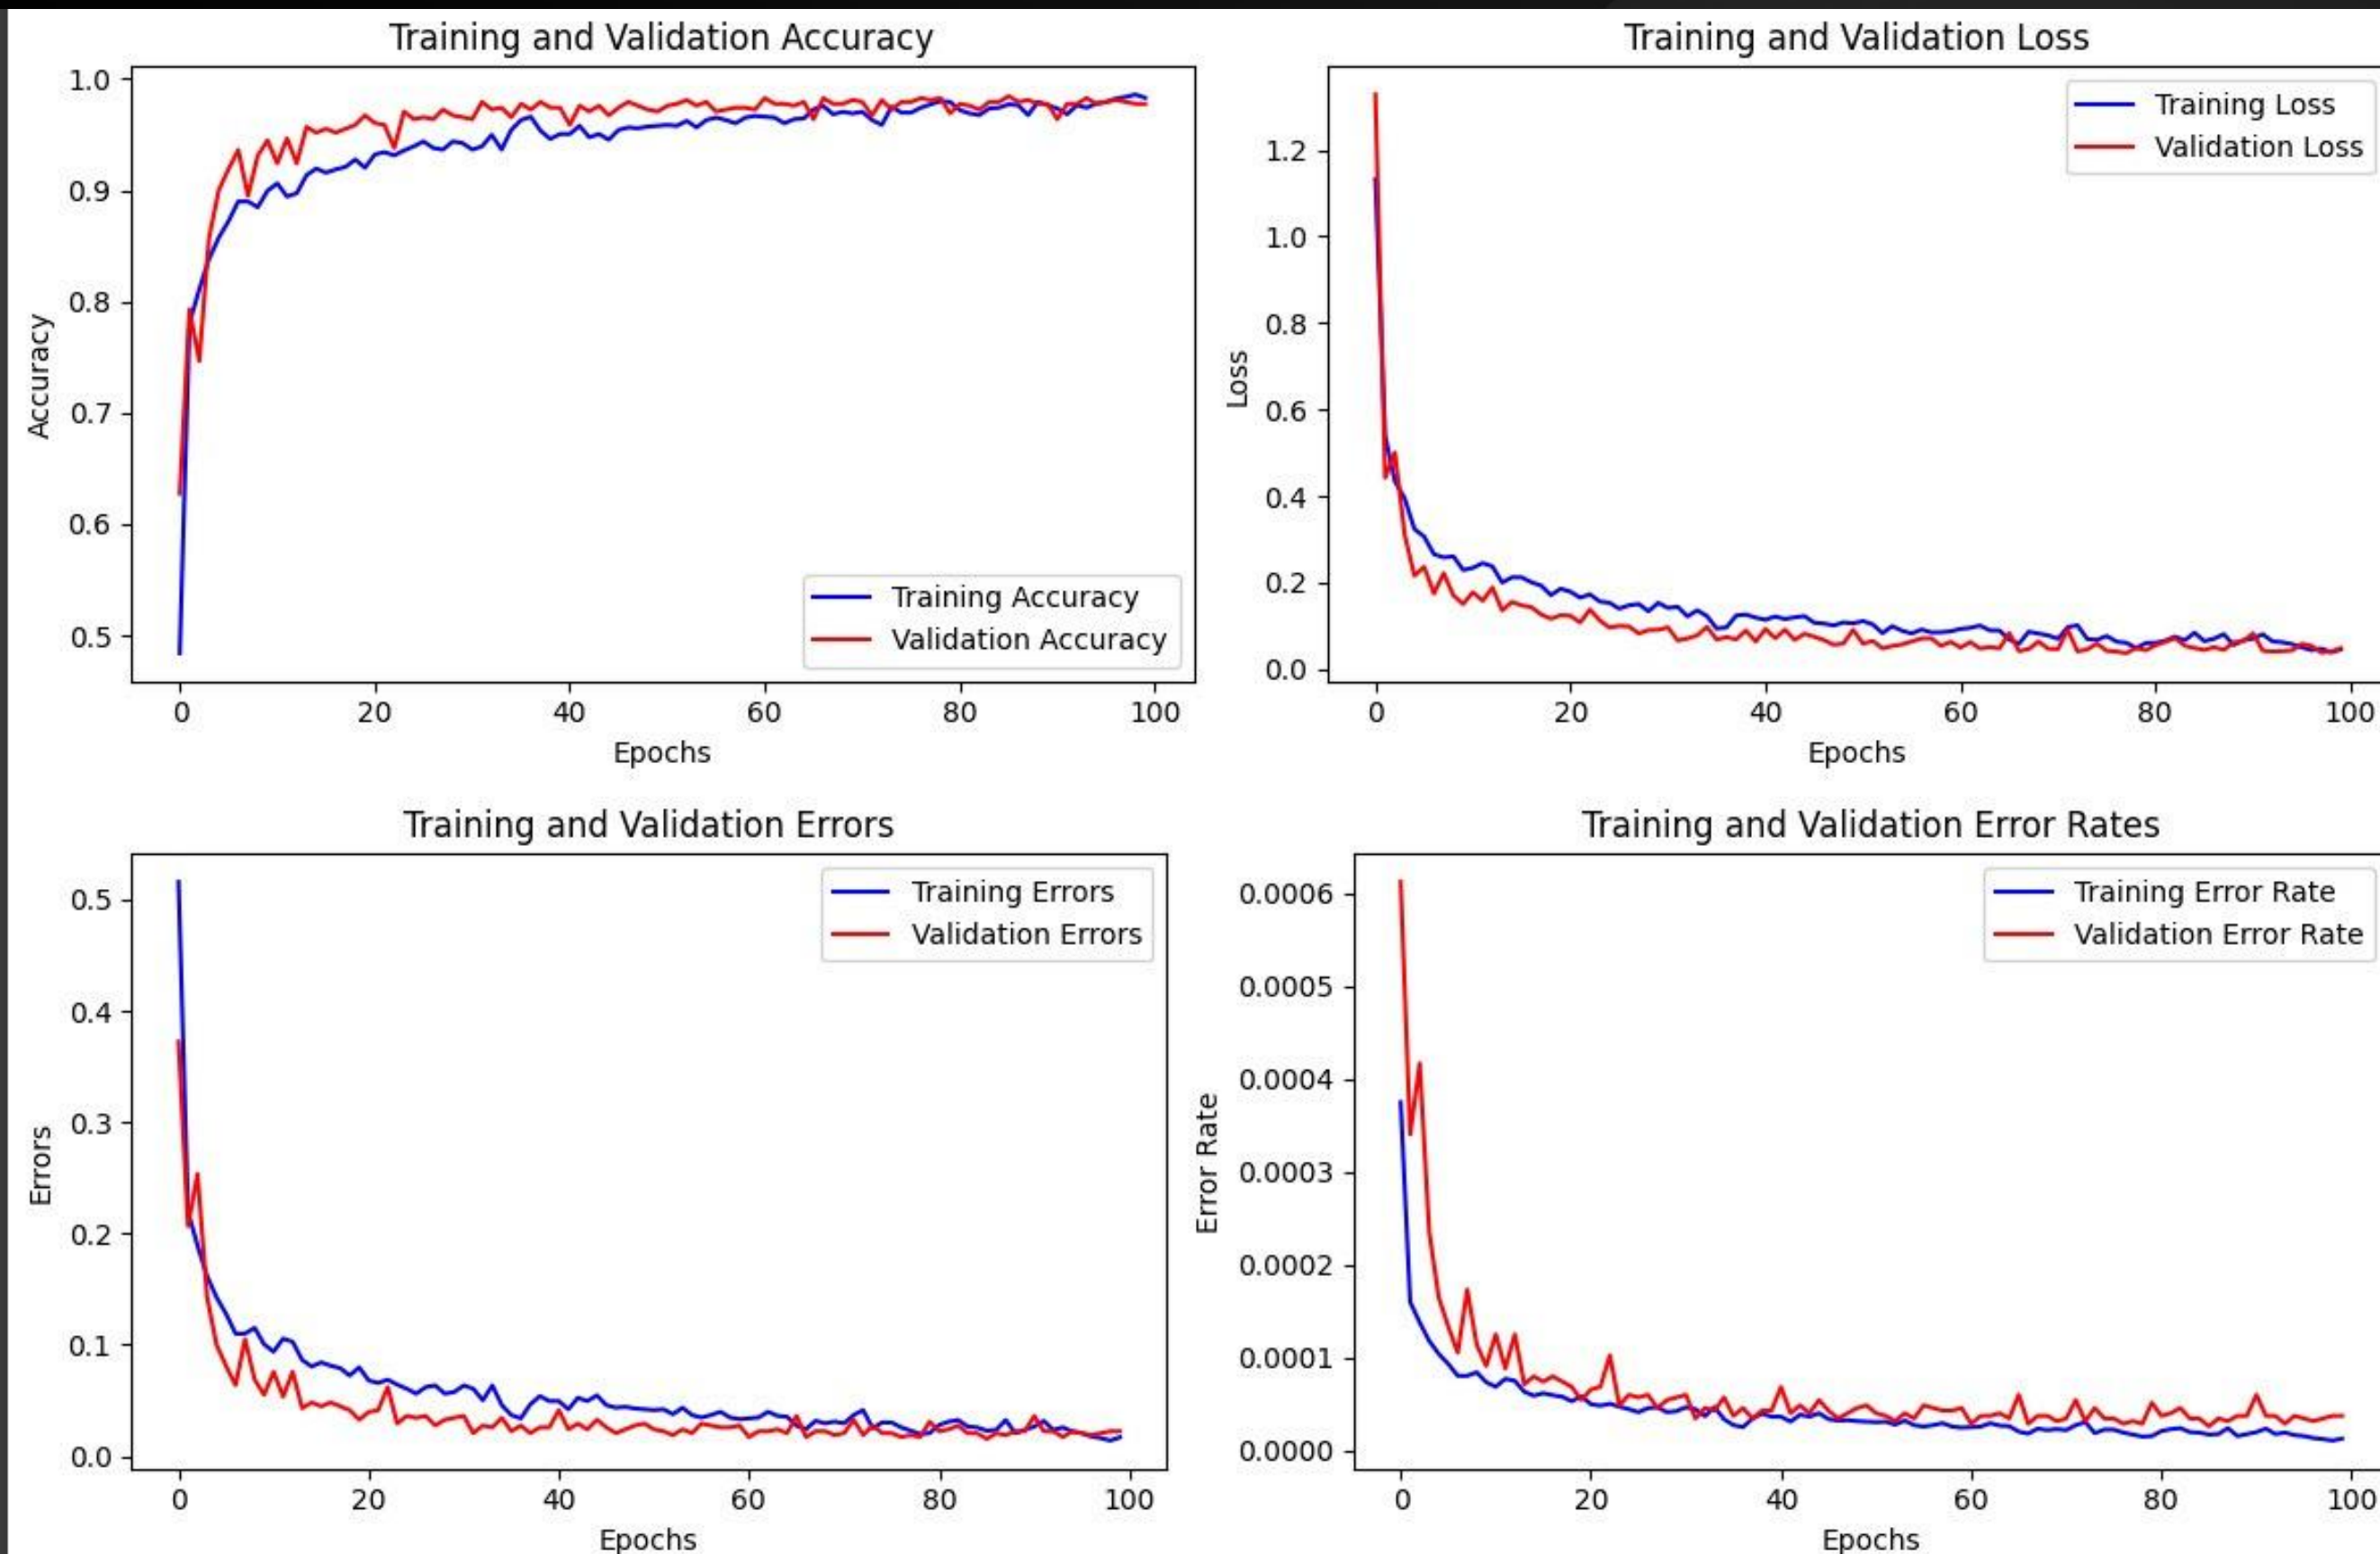 Training and Validation Accuracy
1.0
0.9
0.8
0.7
0.6
0.5
Accuracy
Training Accuracy
Validation Accuracy
0 20 40 60 80 100
Epochs
Training and Validation Loss
Training Loss
Validation Loss
1.2
1.0
0.8
0.6
0.4
0.2
0.0
Loss
0 20 40 60 80 100
Epochs
Training and Validation Errors
Training Errors
Validation Errors
0.5
0.4
0.3
0.2
0.1
0.0
Errors
0 20 40 60 80 100
Epochs
Training and Validation Error Rates
Training Error Rate
Validation Error Rate
0.0006
0.0005
0.0004
0.0003
0.0002
0.0001
0.0000
Error Rate
0 20 40 60 80 100
Epochs